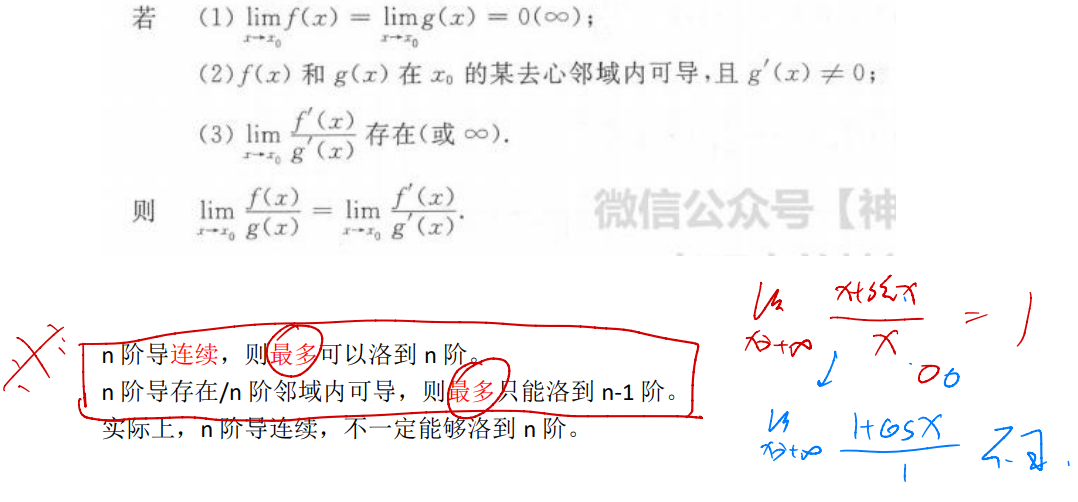 若 (1) lim_{x→x₀} f(x) = lim_{x→x₀} g(x) = 0(∞);
(2) f(x) 和 g(x) 在 x₀ 的某去心邻域内可导,且 g′(x) ≠ 0;
(3) lim_{x→x₀} f′(x)/g′(x) 存在(或 ∞).
则 lim_{x→x₀} f(x)/g(x) = lim_{x→x₀} f′(x)/g′(x).
微信公众号【神
n 阶导连续，则最多可以洛到 n 阶。
n 阶导存在/n 阶邻域内可导，则最多只能洛到 n-1 阶。
实际上，n 阶导连续，不一定能够洛到 n 阶。
lim_{x→+∞} (x+sin x)/x = 1
lim_{x→+∞} (1+cos x)/1 不